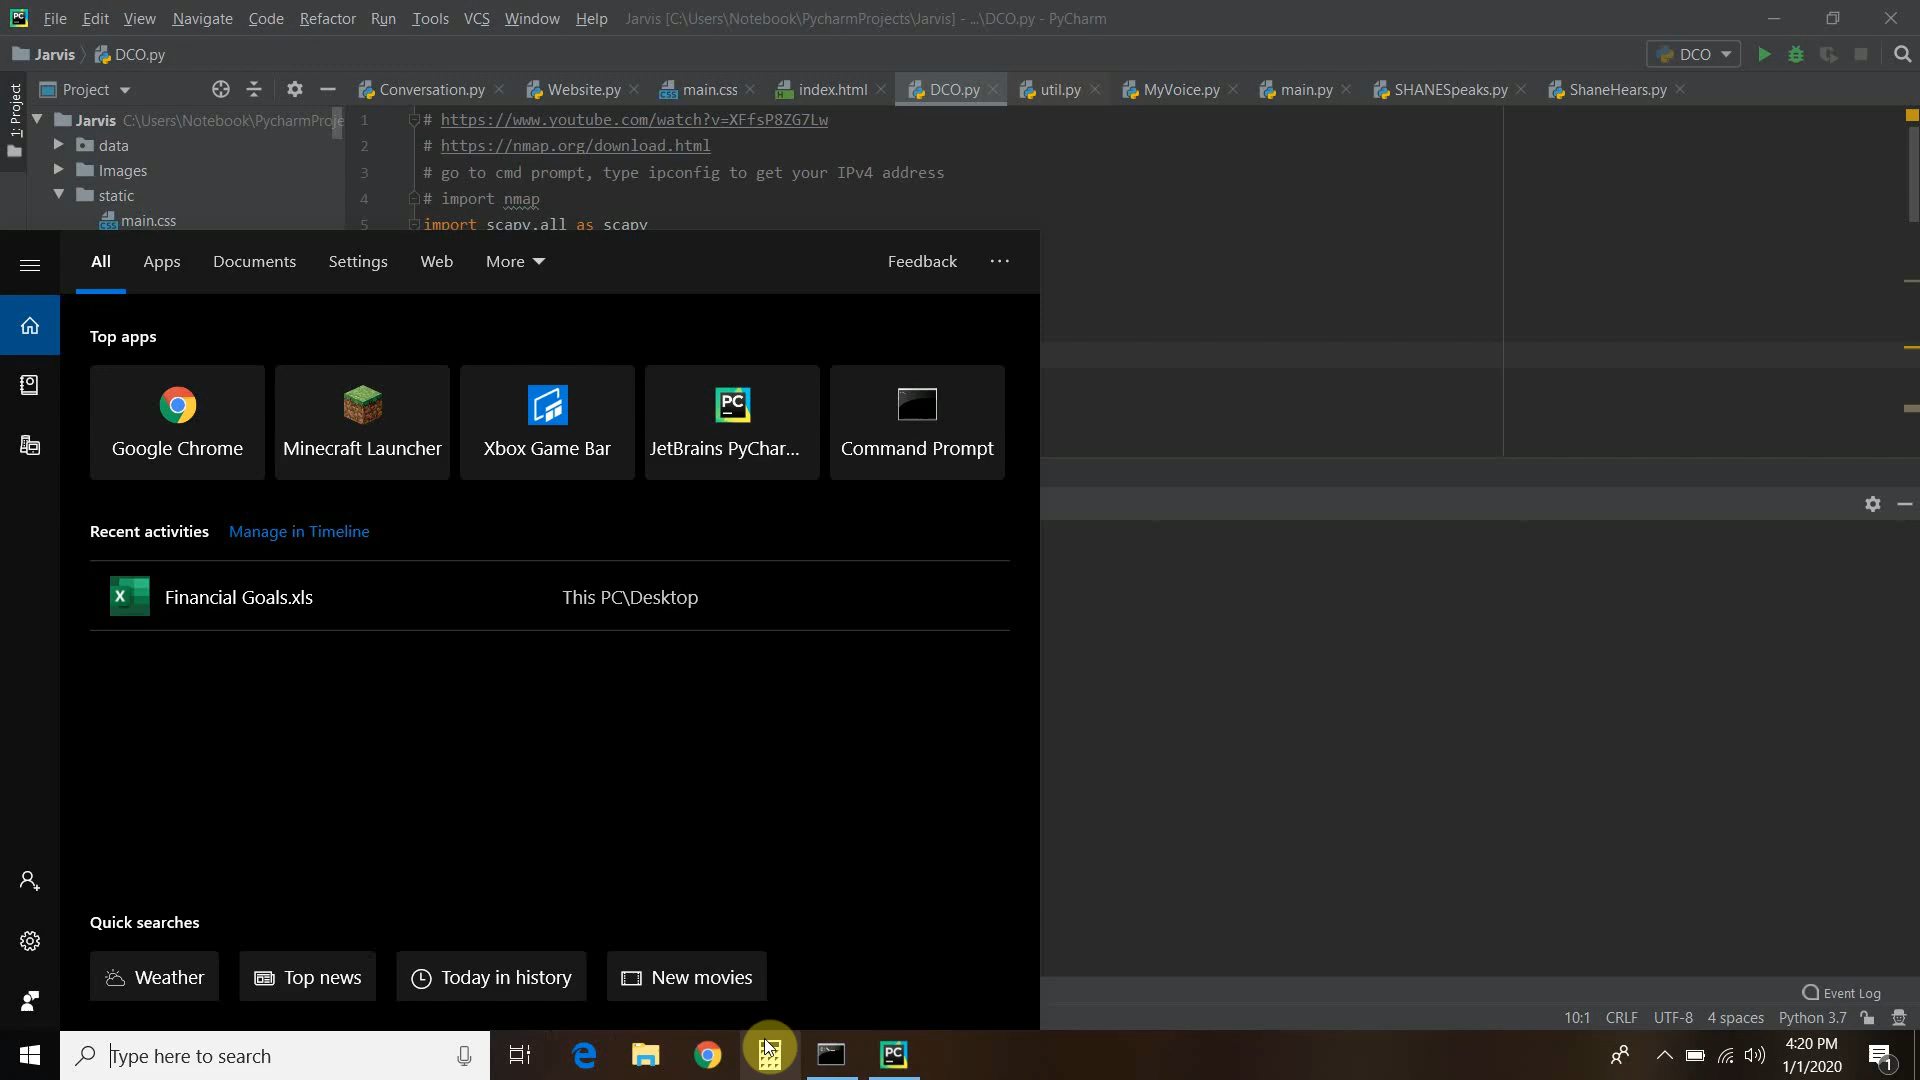 File Edit View Navigate Code Refactor Run Tools VCS Window Help Jarvis [C:\Users\Notebook\PycharmProjects\Jarvis] - ...\DCO.py - PyCharm
Jarvis DCO.py DCO
1: Project
Project Conversation.py Website.py main.css index.html DCO.py util.py MyVoice.py main.py SHANESpeaks.py ShaneHears.py
Jarvis C:\Users\Notebook\PycharmProje
data
Images
static
main.css
1 # https://www.youtube.com/watch?v=XFfsP8ZG7Lw
2 # https://nmap.org/download.html
3 # go to cmd prompt, type ipconfig to get your IPv4 address
4 # import nmap
5 import scapy.all as scapy
All Apps Documents Settings Web More Feedback ...
Top apps
Google Chrome Minecraft Launcher Xbox Game Bar JetBrains PyChar... Command Prompt
Recent activities Manage in Timeline
Financial Goals.xls This PC\Desktop
Quick searches
Weather Top news Today in history New movies
Event Log
10:1 CRLF UTF-8 4 spaces Python 3.7
Type here to search
4:20 PM
1/1/2020
1